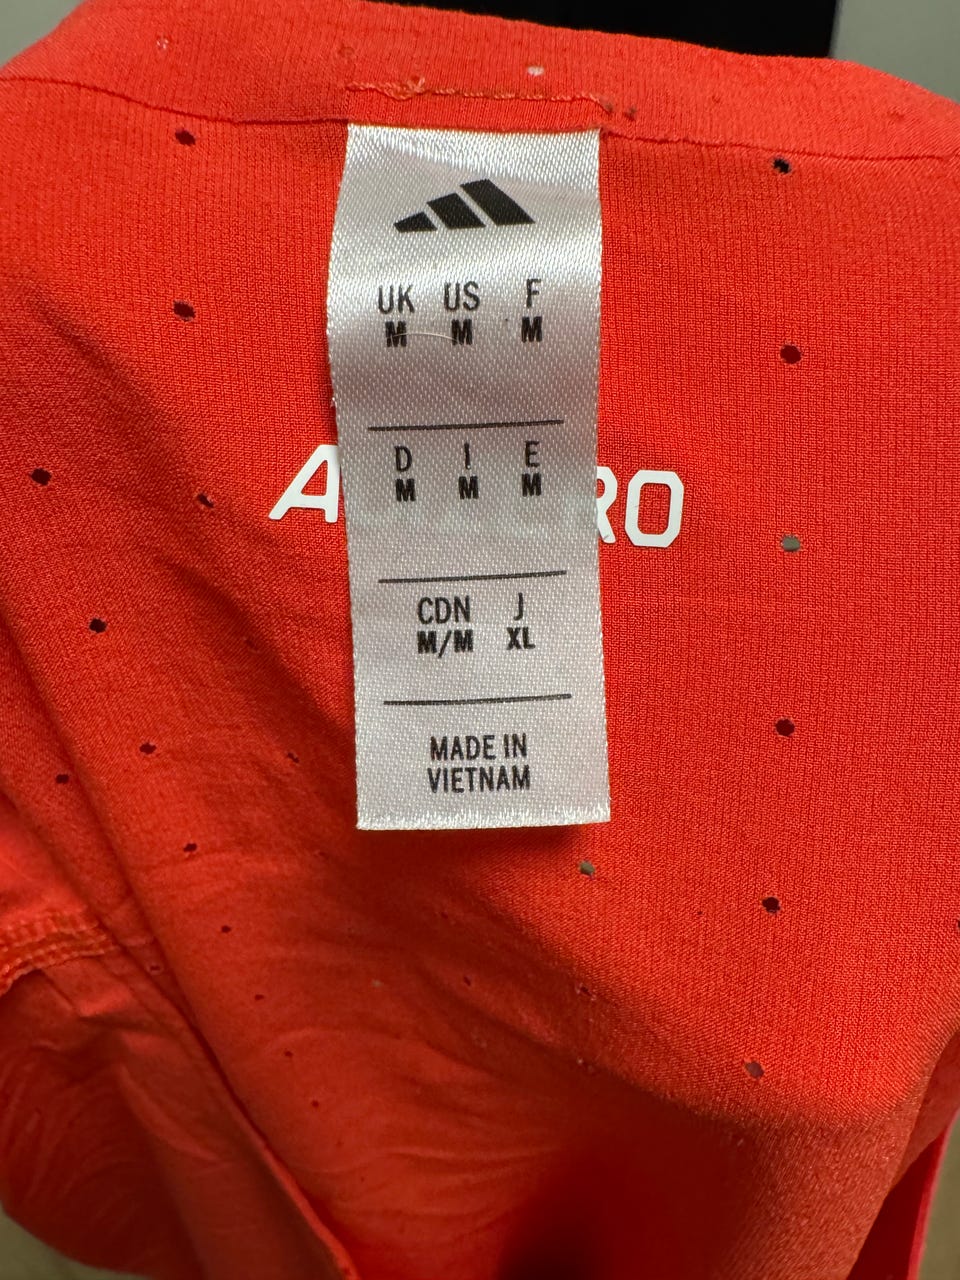 UK US F
M M M
D I E
M M M
CDN J
M/M XL
MADE IN
VIETNAM